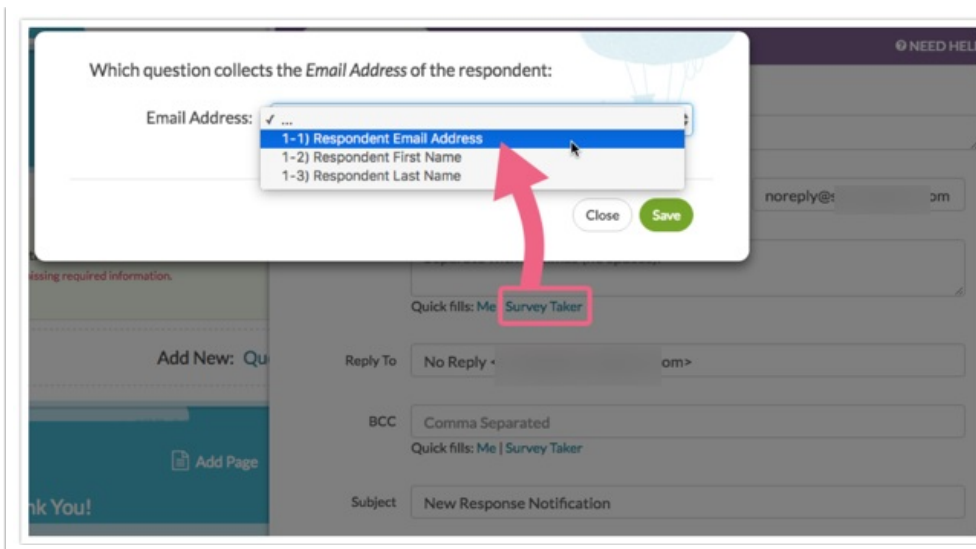 NEED HEL
Which question collects the Email Address of the respondent:
Email Address: ✓ ...
1-1) Respondent Email Address
1-2) Respondent First Name
1-3) Respondent Last Name
Close Save
noreply@s om
issing required information.
Quick fills: Me | Survey Taker
Add New: Qu
Reply To No Reply < om>
BCC Comma Separated
Quick fills: Me | Survey Taker
Add Page
Subject New Response Notification
nk You!